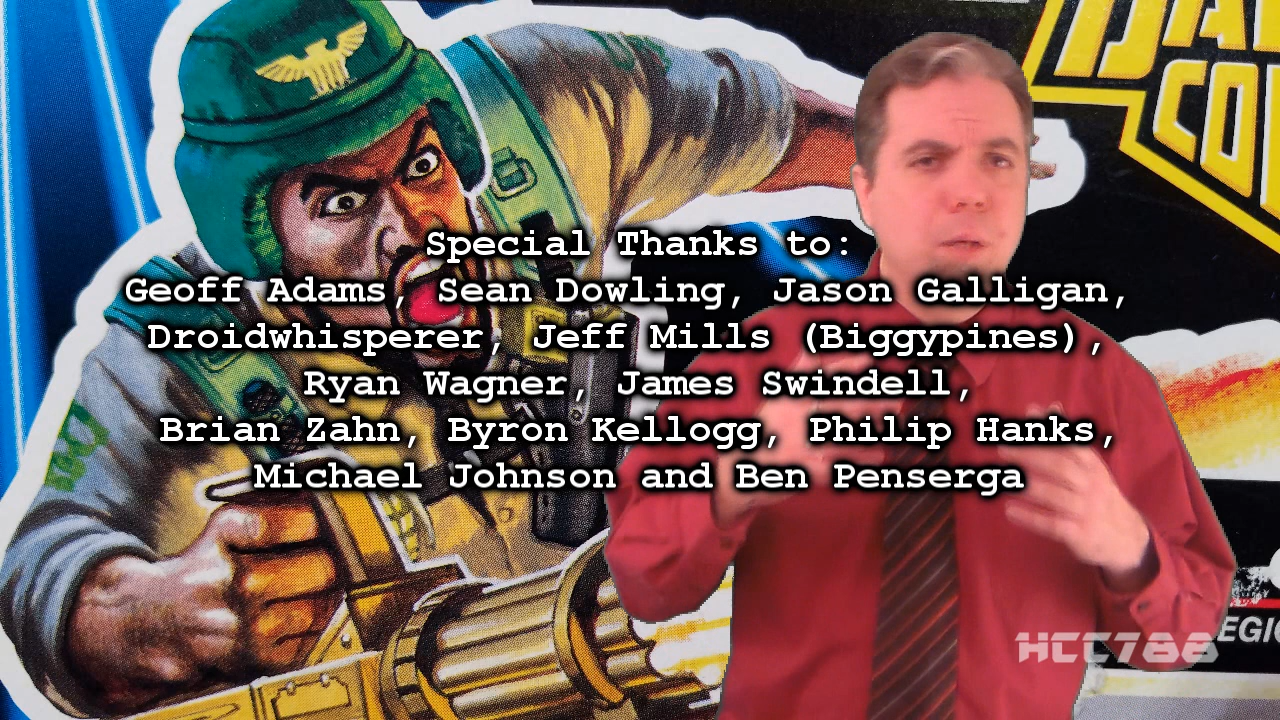 Special Thanks to:
Geoff Adams, Sean Dowling, Jason Galligan,
Droidwhisperer, Jeff Mills (Biggypines),
Ryan Wagner, James Swindell,
Brian Zahn, Byron Kellogg, Philip Hanks,
Michael Johnson and Ben Penserga
HCC788